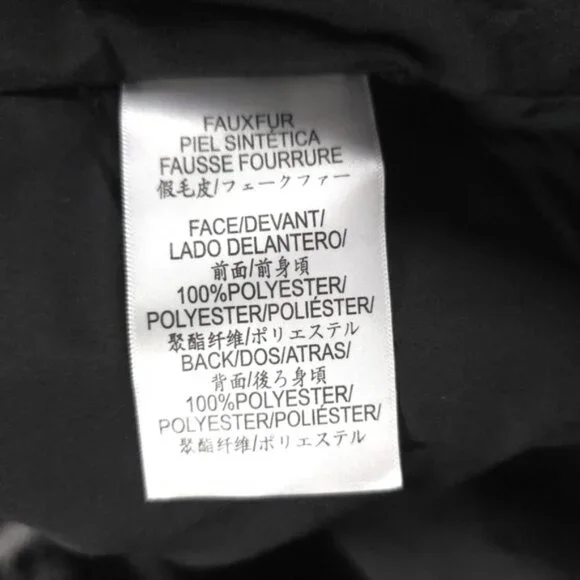 FAUXFUR
PIEL SINTÉTICA
FAUSSE FOURRURE
假毛皮/フェークファー
FACE/DEVANT/
LADO DELANTERO/
前面/前身頃
100%POLYESTER/
POLYESTER/POLIÉSTER/
聚酯纤维/ポリエステル
BACK/DOS/ATRAS/
背面/後ろ身頃
100%POLYESTER/
POLYESTER/POLIÉSTER/
聚酯纤维/ポリエステル